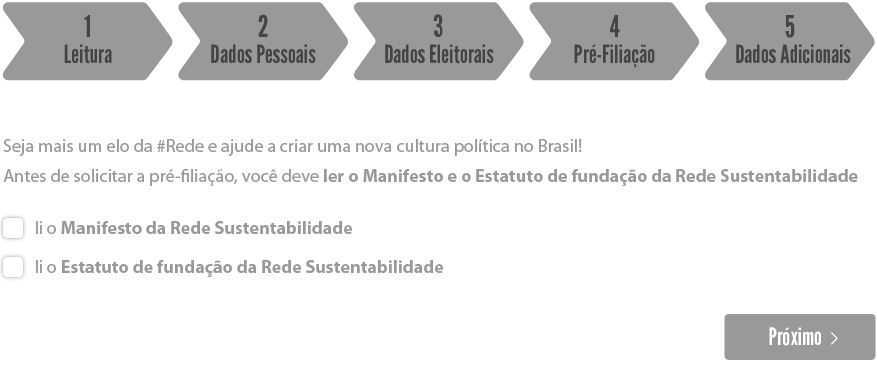 1
Leitura
2
Dados Pessoais
3
Dados Eleitorais
4
Pré-Filiação
5
Dados Adicionais
Seja mais um elo da #Rede e ajude a criar uma nova cultura política no Brasil!
Antes de solicitar a pré-filiação, você deve ler o Manifesto e o Estatuto de fundação da Rede Sustentabilidade
li o Manifesto da Rede Sustentabilidade
li o Estatuto de fundação da Rede Sustentabilidade
Próximo >